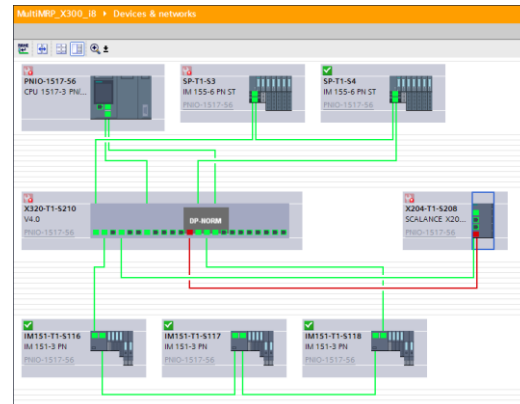 MultiMRP_X300_i8 ▸ Devices & networks
PNIO-1517-S6
CPU 1517-3 PN/...
PNIO-1517-S6
SP-T1-S3
IM 155-6 PN ST
PNIO-1517-S6
SP-T1-S4
IM 155-6 PN ST
PNIO-1517-S6
X320-T1-S210
V4.0
PNIO-1517-S6
DP-NORM
X204-T1-S208
SCALANCE X20...
PNIO-1517-S6
IM151-T1-S116
IM 151-3 PN
PNIO-1517-S6
IM151-T1-S117
IM 151-3 PN
PNIO-1517-S6
IM151-T1-S118
IM 151-3 PN
PNIO-1517-S6